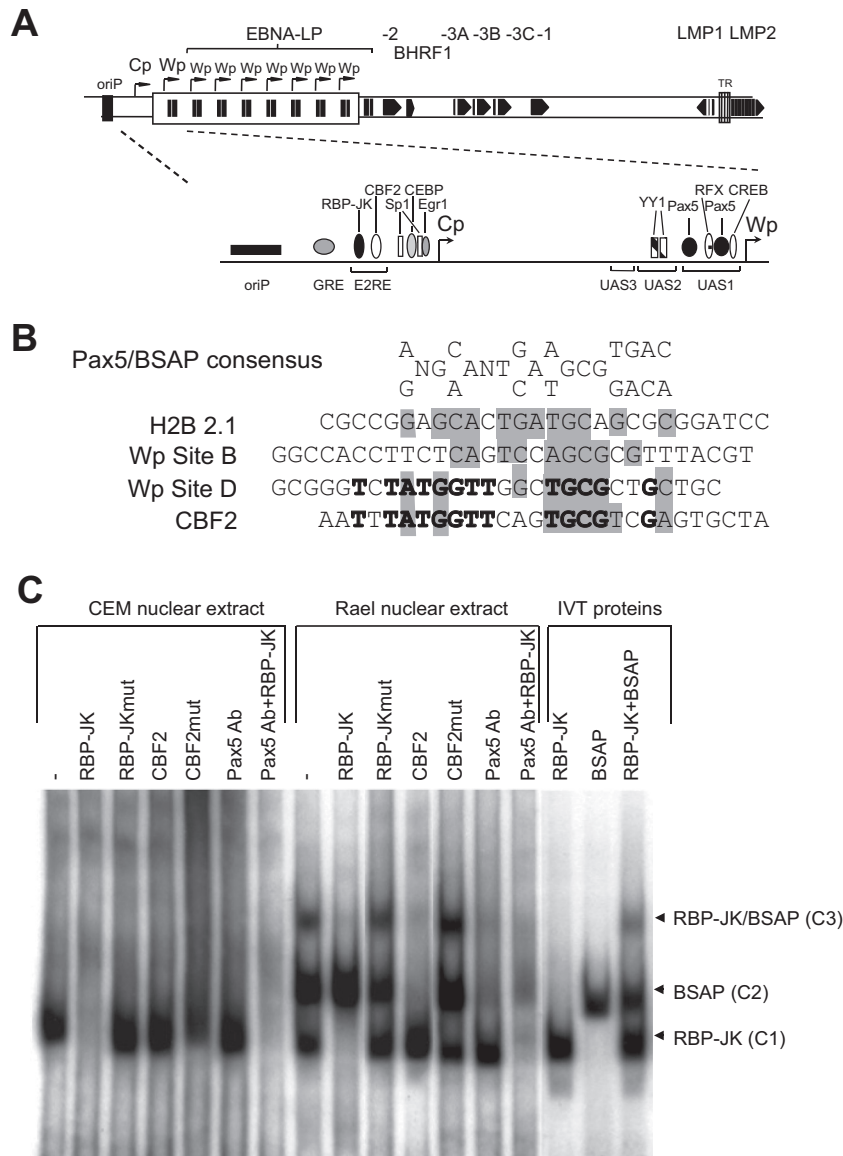 A
EBNA-LP -2 -3A -3B -3C -1 LMP1 LMP2
BHRF1
oriP Cp Wp Wp Wp Wp Wp Wp Wp Wp TR
CBF2 CEBP RFX CREB
RBP-JK Sp1 Egr1 Cp YY1 Pax5 Pax5 Wp
oriP GRE E2RE UAS3 UAS2 UAS1
B
Pax5/BSAP consensus
A C G A TGAC
NG ANT A GCG
G A C T GACA
H2B 2.1 CGCCGGAGCACTGATGCAGCGCGGATCC
Wp Site B GGCCACCTTCTCAGTCCAGCGCGTTTACGT
Wp Site D GCGGGTCTATGGTTGGCTGCGCTGCTGC
CBF2 AATTTATGGTTCAGTGCGTCGAGTGCTA
C
CEM nuclear extract Rael nuclear extract IVT proteins
- RBP-JK RBP-JKmut CBF2 CBF2mut Pax5 Ab Pax5 Ab+RBP-JK - RBP-JK RBP-JKmut CBF2 CBF2mut Pax5 Ab Pax5 Ab+RBP-JK RBP-JK BSAP RBP-JK+BSAP
RBP-JK/BSAP (C3)
BSAP (C2)
RBP-JK (C1)